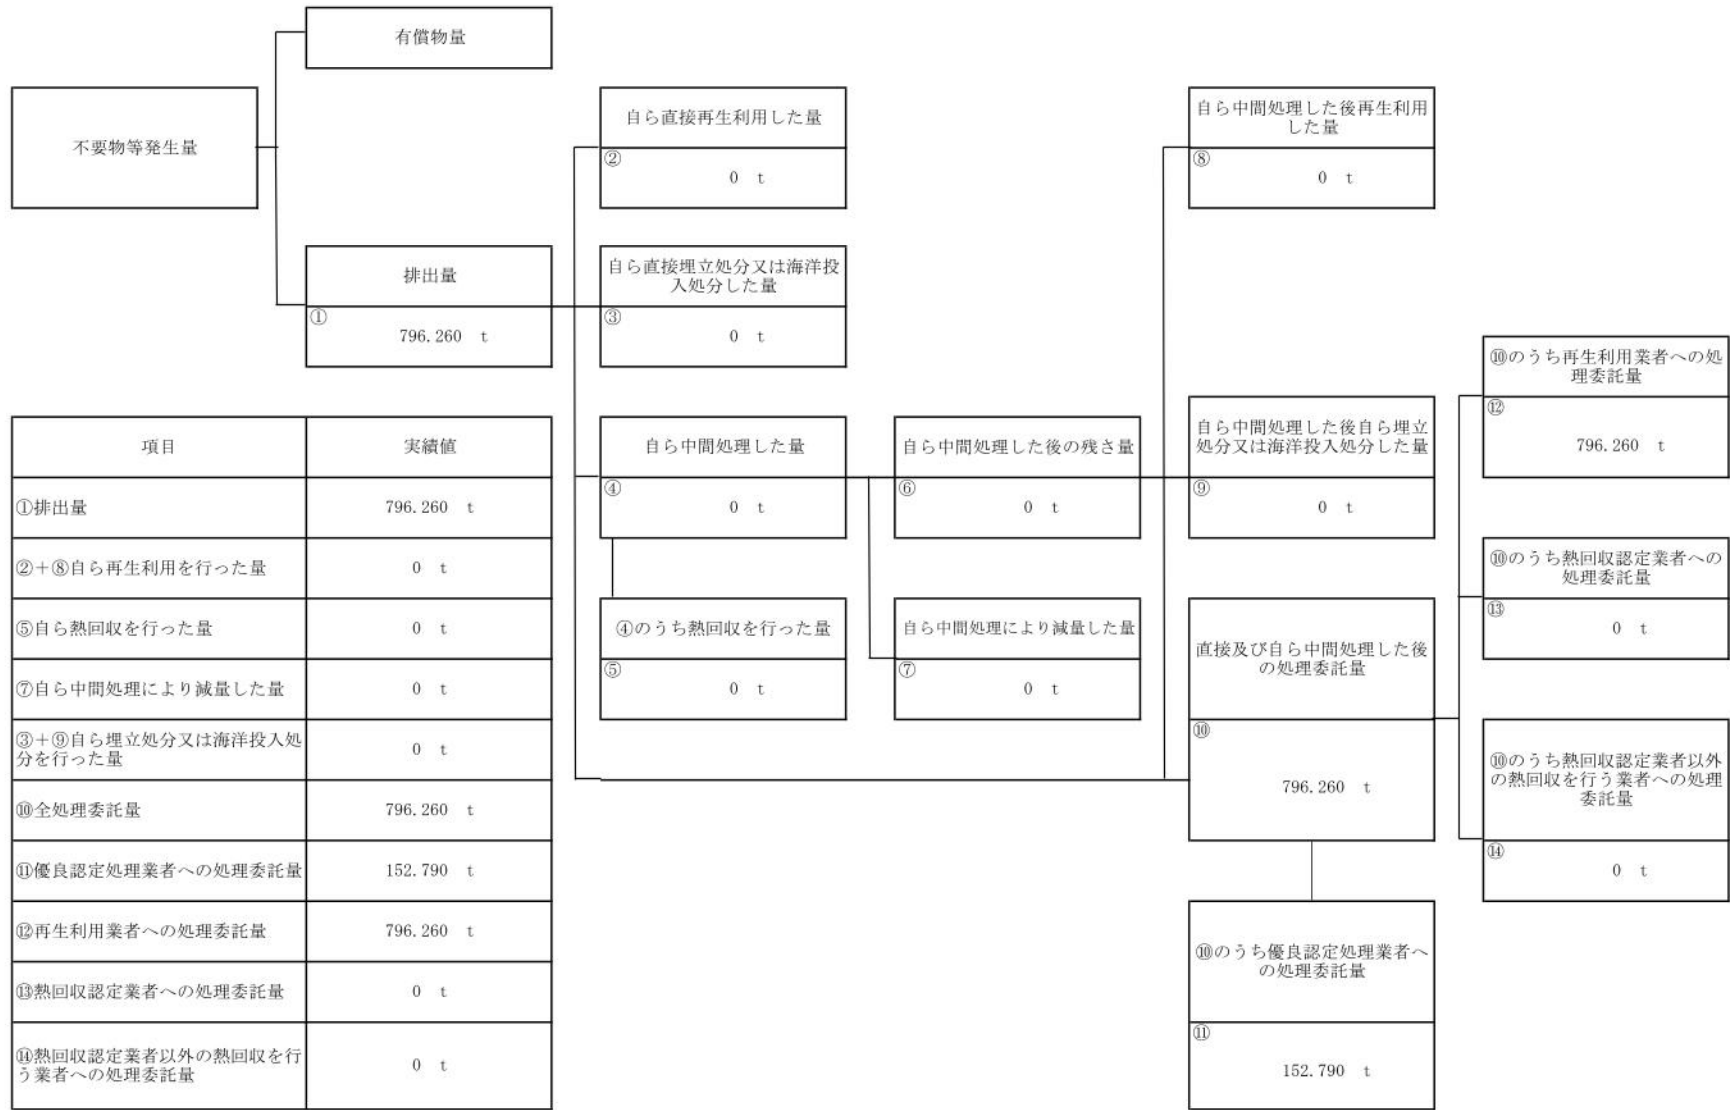 有償物量
不要物等発生量
自ら直接再生利用した量
②
0 t
自ら中間処理した後再生利用
した量
⑧
0 t
排出量
①
796.260 t
自ら直接埋立処分又は海洋投
入処分した量
③
0 t
⑩のうち再生利用業者への処
理委託量
⑫
796.260 t
自ら中間処理した量
④
0 t
自ら中間処理した後の残さ量
⑥
0 t
自ら中間処理した後自ら埋立
処分又は海洋投入処分した量
⑨
0 t
⑩のうち熱回収認定業者への
処理委託量
⑬
0 t
④のうち熱回収を行った量
⑤
0 t
自ら中間処理により減量した量
⑦
0 t
直接及び自ら中間処理した後
の処理委託量
⑩
796.260 t
⑩のうち熱回収認定業者以外
の熱回収を行う業者への処理
委託量
⑭
0 t
⑩のうち優良認定処理業者へ
の処理委託量
⑪
152.790 t
項目 実績値
①排出量 796.260 t
②+⑧自ら再生利用を行った量 0 t
⑤自ら熱回収を行った量 0 t
⑦自ら中間処理により減量した量 0 t
③+⑨自ら埋立処分又は海洋投入処
分を行った量 0 t
⑩全処理委託量 796.260 t
⑪優良認定処理業者への処理委託量 152.790 t
⑫再生利用業者への処理委託量 796.260 t
⑬熱回収認定業者への処理委託量 0 t
⑭熱回収認定業者以外の熱回収を行
う業者への処理委託量 0 t